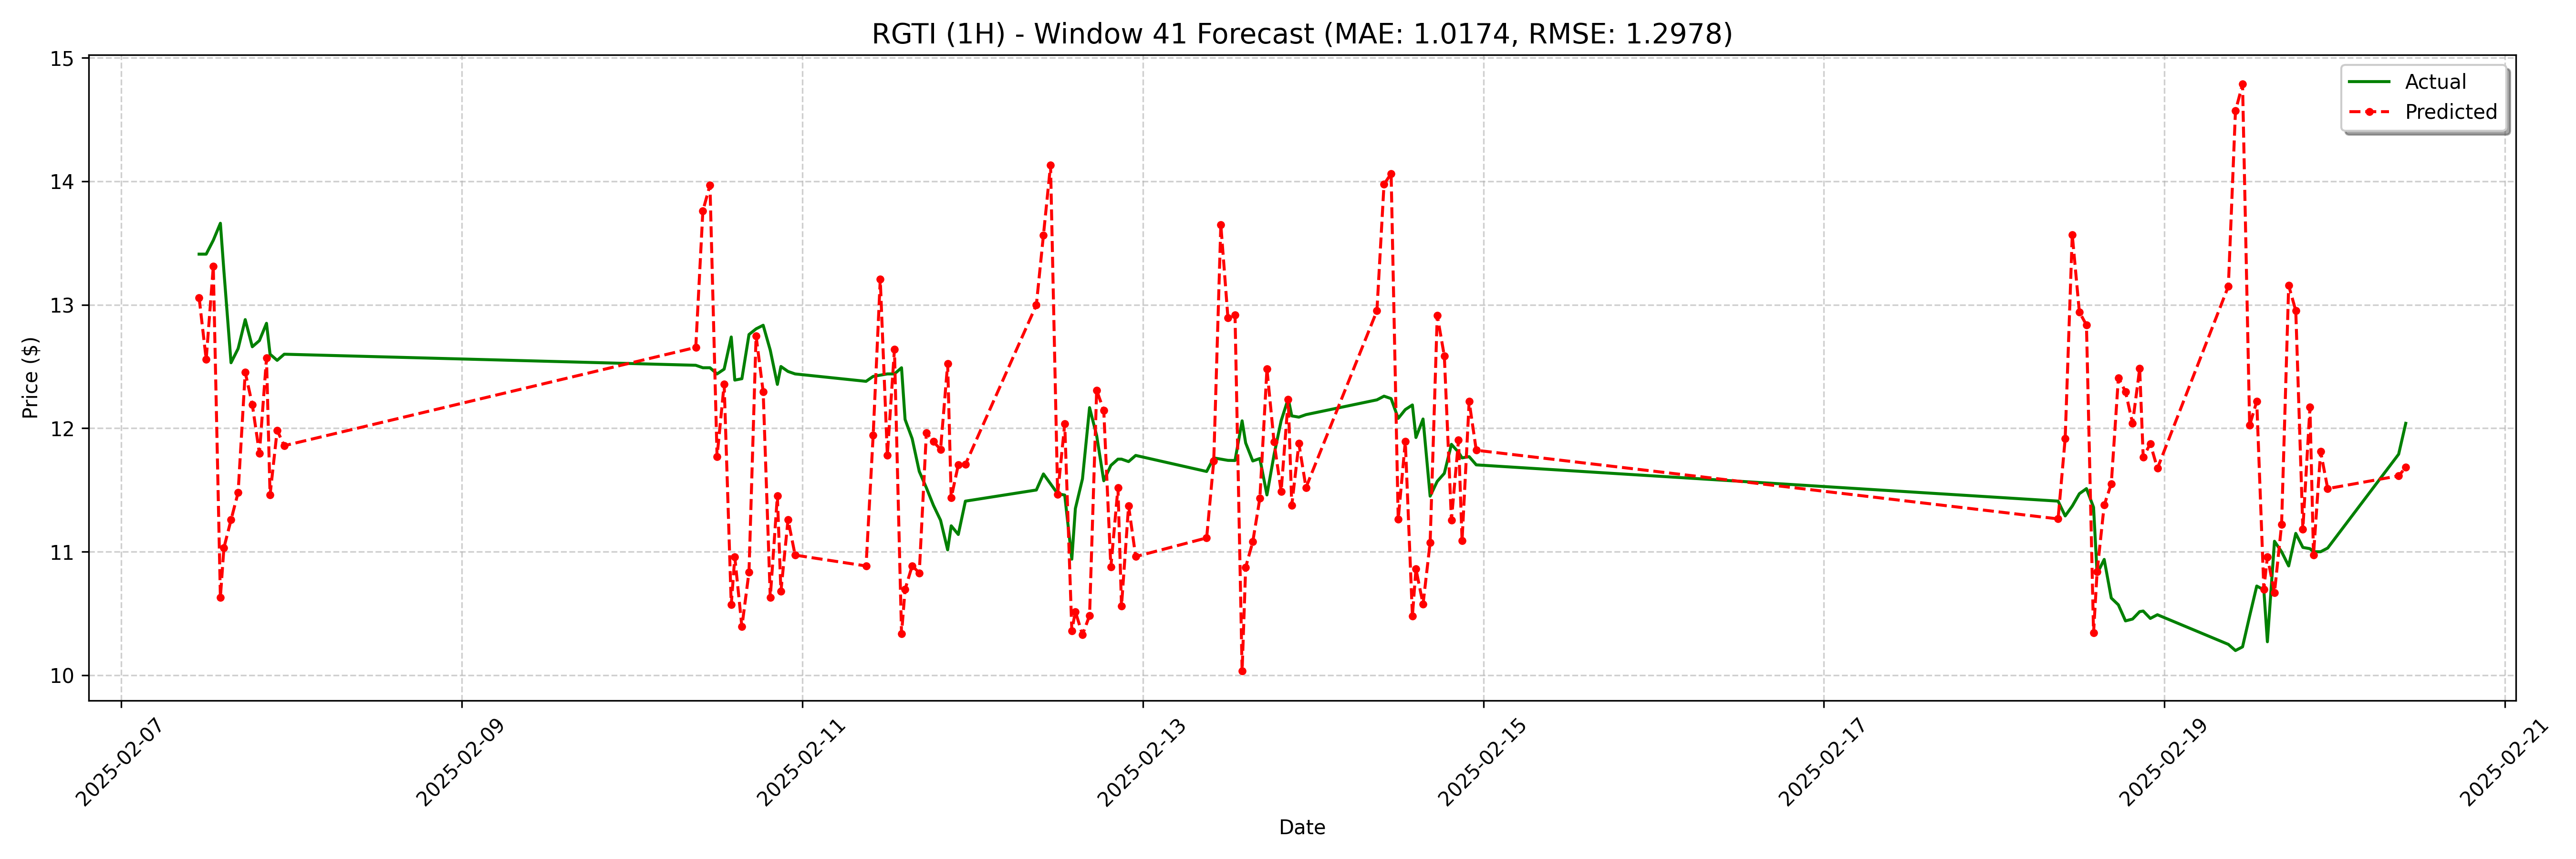 RGTI (1H) - Window 41 Forecast (MAE: 1.0174, RMSE: 1.2978)
15
14
13
12
11
10
Price ($)
Actual
Predicted
2025-02-07
2025-02-09
2025-02-11
2025-02-13
2025-02-15
2025-02-17
2025-02-19
2025-02-21
Date